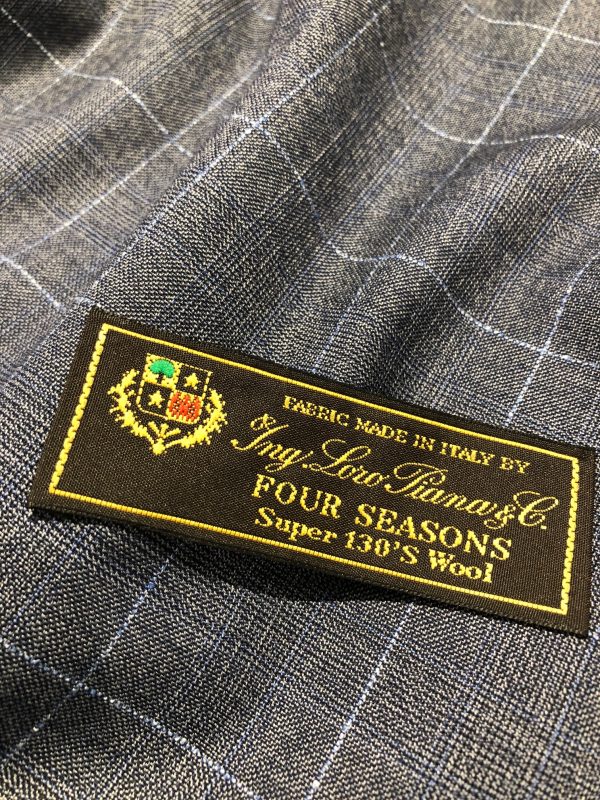 FABRIC MADE IN ITALY BY
Ing. Loro Piana & C.
FOUR SEASONS
Super 130'S Wool